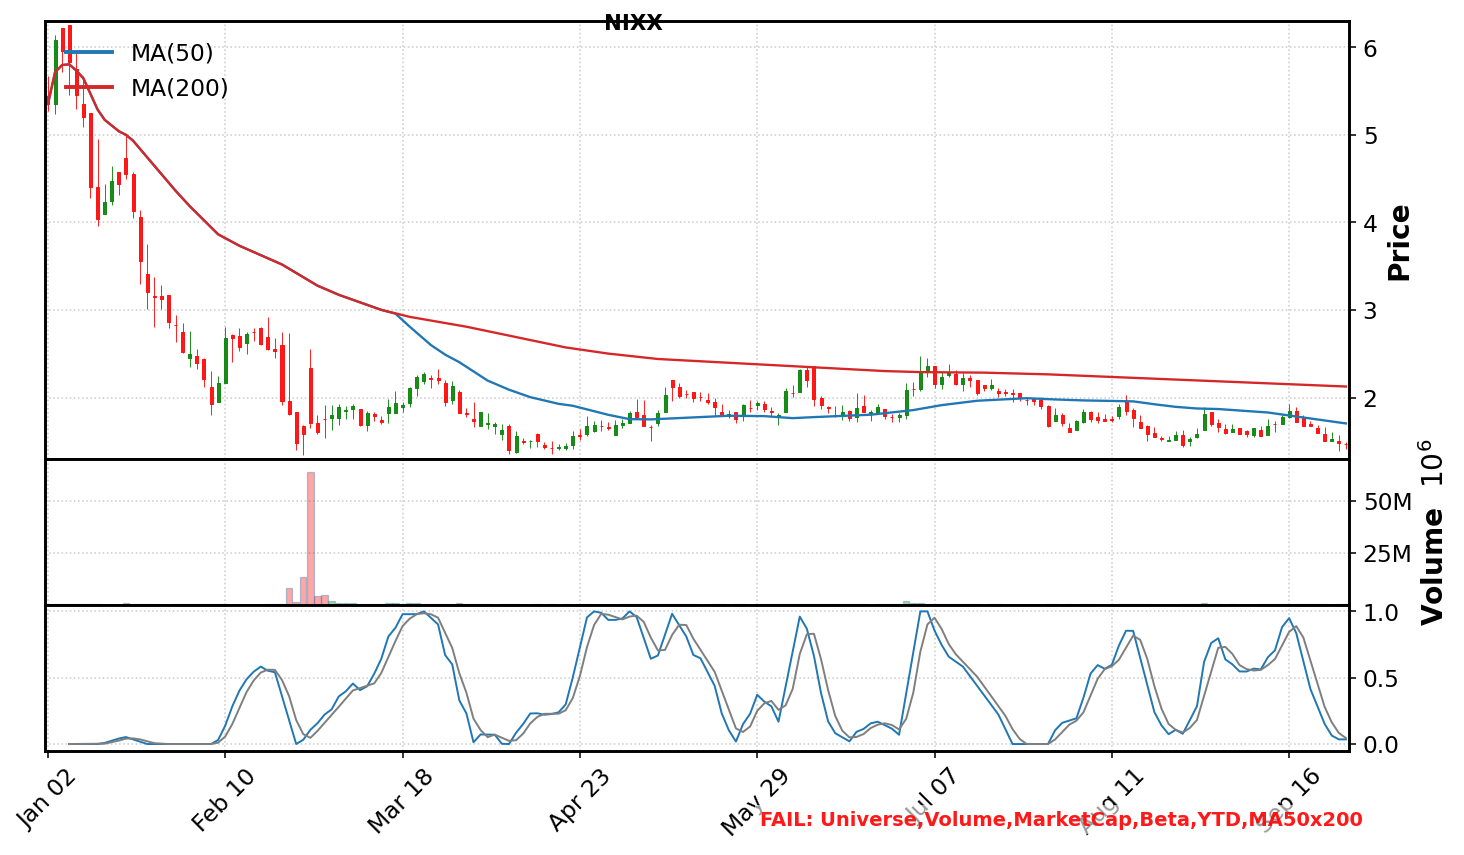 NIXX
MA(50)
MA(200)
6
5
4
3
2
Price
50M
25M
Volume 10^6
1.0
0.5
0.0
Jan 02
Feb 10
Mar 18
Apr 23
May 29
Jul 07
Aug 11
Sep 16
FAIL: Universe,Volume,MarketCap,Beta,YTD,MA50x200